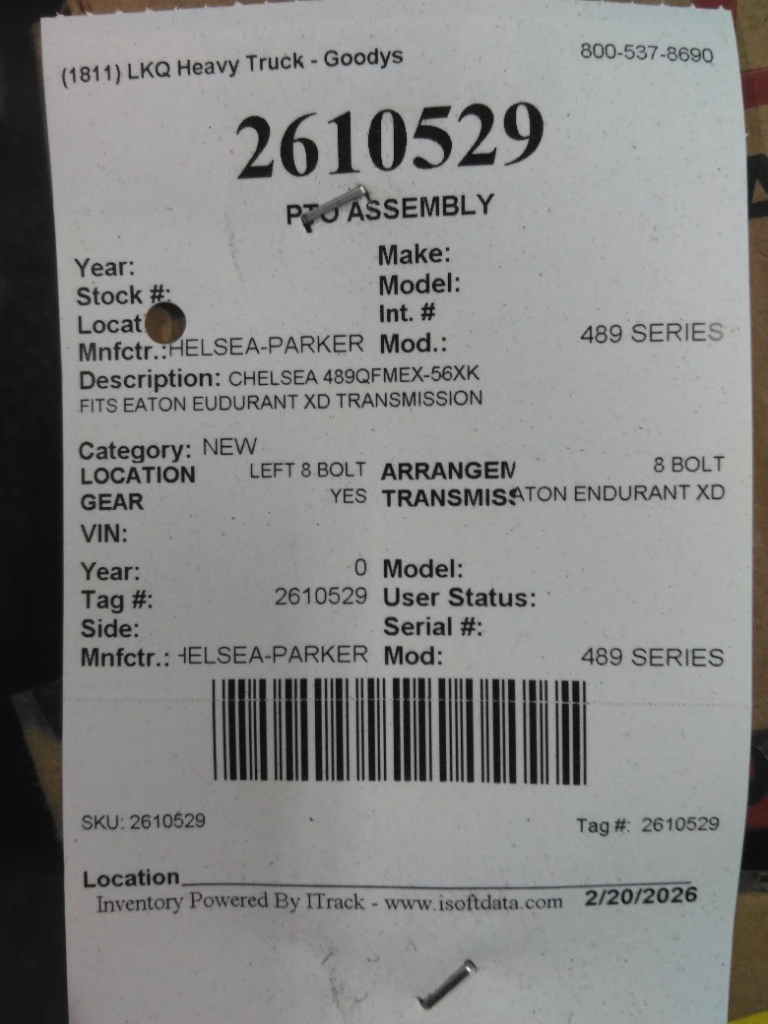 (1811) LKQ Heavy Truck - Goodys 800-537-8690
2610529
PTO ASSEMBLY
Year: Make:
Stock #: Model:
Locat Int. #
Mnfctr.:HELSEA-PARKER Mod.: 489 SERIES
Description: CHELSEA 489QFMEX-56XK
FITS EATON EUDURANT XD TRANSMISSION
Category: NEW
LOCATION LEFT 8 BOLT ARRANGEM 8 BOLT
GEAR YES TRANSMISSATON ENDURANT XD
VIN:
Year: 0 Model:
Tag #: 2610529 User Status:
Side: Serial #:
Mnfctr.: HELSEA-PARKER Mod: 489 SERIES
SKU: 2610529 Tag #: 2610529
Location
Inventory Powered By ITrack - www.isoftdata.com 2/20/2026